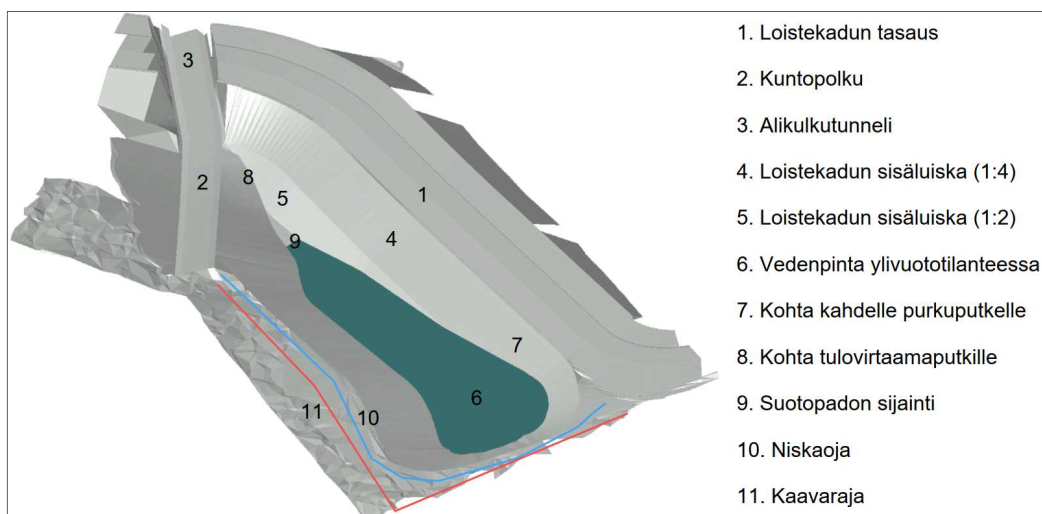 3
2
8
5
9
4
1
7
6
11
10
1. Loistekadun tasaus
2. Kuntopolku
3. Alikulkutunneli
4. Loistekadun sisäluiska (1:4)
5. Loistekadun sisäluiska (1:2)
6. Vedenpinta ylivuototilanteessa
7. Kohta kahdelle purkuputkelle
8. Kohta tulovirtaamaputkille
9. Suotopadon sijainti
10. Niskaoja
11. Kaavaraja